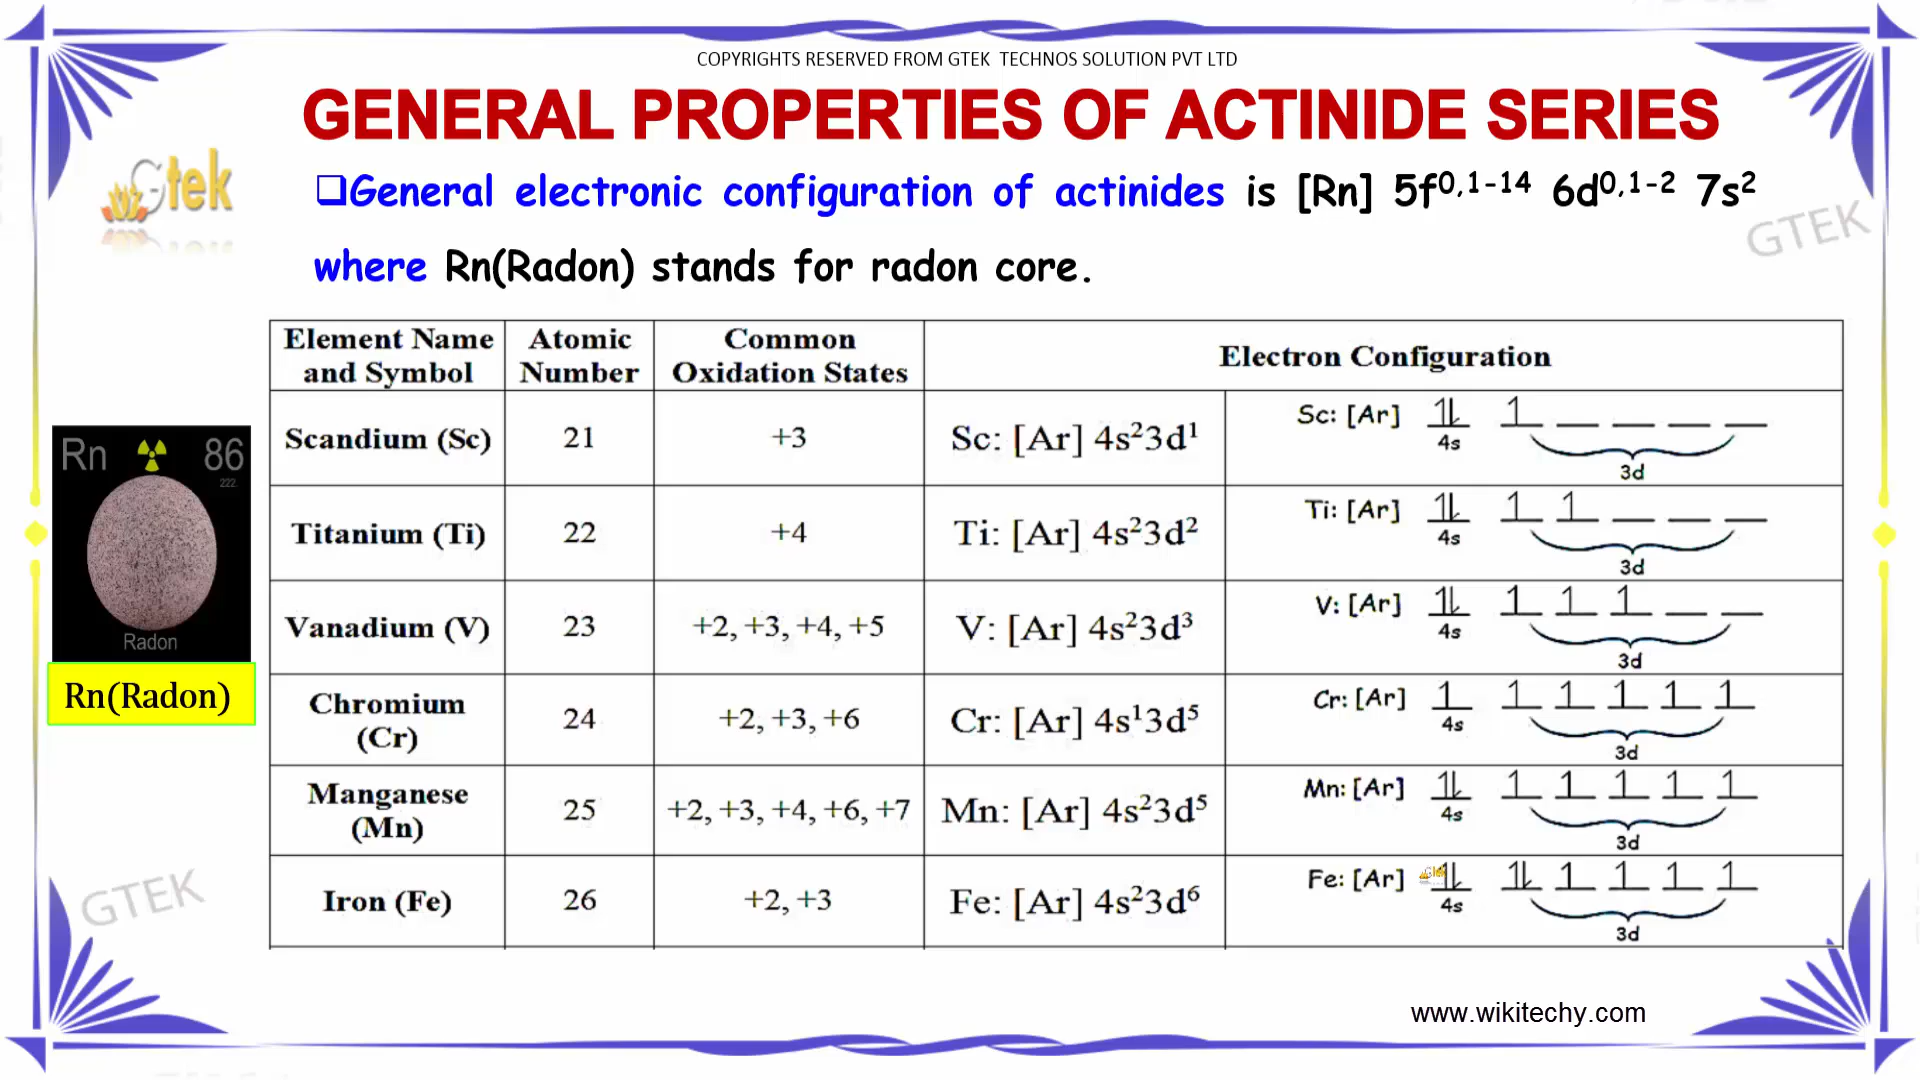 COPYRIGHTS RESERVED FROM GTEK TECHNOS SOLUTION PVT LTD
GENERAL PROPERTIES OF ACTINIDE SERIES
Gtek
❑General electronic configuration of actinides is [Rn] 5f⁰,¹⁻¹⁴ 6d⁰,¹⁻² 7s²
where Rn(Radon) stands for radon core.
GTEK
Element Name and Symbol Atomic Number Common Oxidation States Electron Configuration
Scandium (Sc) 21 +3 Sc: [Ar] 4s²3d¹ Sc: [Ar] 4s 3d
Titanium (Ti) 22 +4 Ti: [Ar] 4s²3d² Ti: [Ar] 4s 3d
Vanadium (V) 23 +2, +3, +4, +5 V: [Ar] 4s²3d³ V: [Ar] 4s 3d
Chromium (Cr) 24 +2, +3, +6 Cr: [Ar] 4s¹3d⁵ Cr: [Ar] 4s 3d
Manganese (Mn) 25 +2, +3, +4, +6, +7 Mn: [Ar] 4s²3d⁵ Mn: [Ar] 4s 3d
Iron (Fe) 26 +2, +3 Fe: [Ar] 4s²3d⁶ Fe: [Ar] 4s 3d
Rn 86
222
Radon
Rn(Radon)
GTEK
www.wikitechy.com